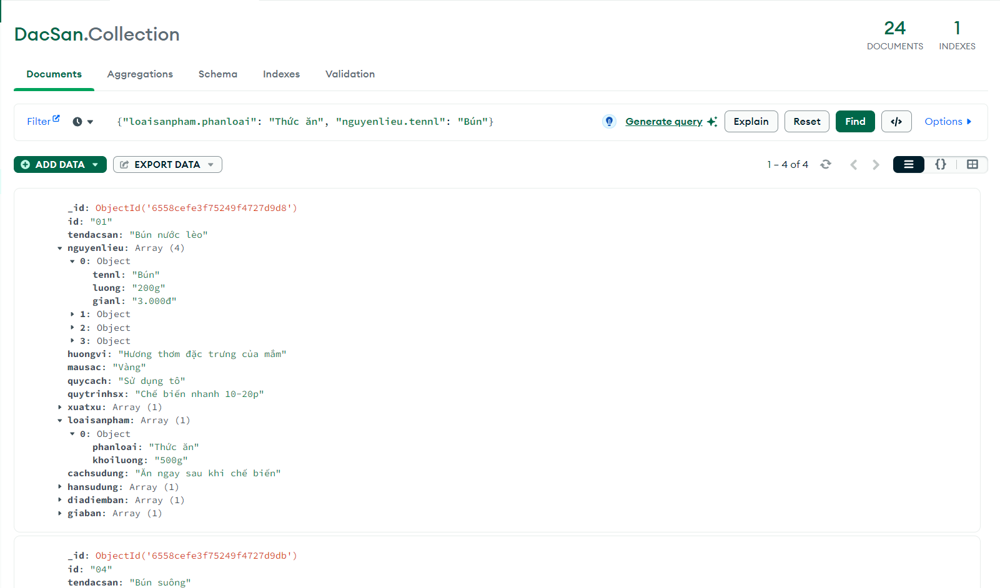 DacSan.Collection
24
DOCUMENTS
1
INDEXES
Documents
Aggregations
Schema
Indexes
Validation
Filter
{"loaisanpham.phanloai": "Thức ăn", "nguyenlieu.tennl": "Bún"}
Generate query
Explain
Reset
Find
</>
Options
ADD DATA
EXPORT DATA
1 – 4 of 4
{}
_id: ObjectId('6558cefe3f75249f4727d9d8')
id: "01"
tendacsan: "Bún nước lèo"
nguyenlieu: Array (4)
0: Object
tennl: "Bún"
luong: "200g"
gianl: "3.000đ"
1: Object
2: Object
3: Object
huongvi: "Hương thơm đặc trưng của mắm"
mausac: "Vàng"
quycach: "Sử dụng tô"
quytrinhsx: "Chế biến nhanh 10-20p"
xuatxu: Array (1)
loaisanpham: Array (1)
0: Object
phanloai: "Thức ăn"
khoiluong: "500g"
cachsudung: "Ăn ngay sau khi chế biến"
hansudung: Array (1)
diadiemban: Array (1)
giaban: Array (1)
_id: ObjectId('6558cefe3f75249f4727d9db')
id: "04"
tendacsan: "Bún suông"